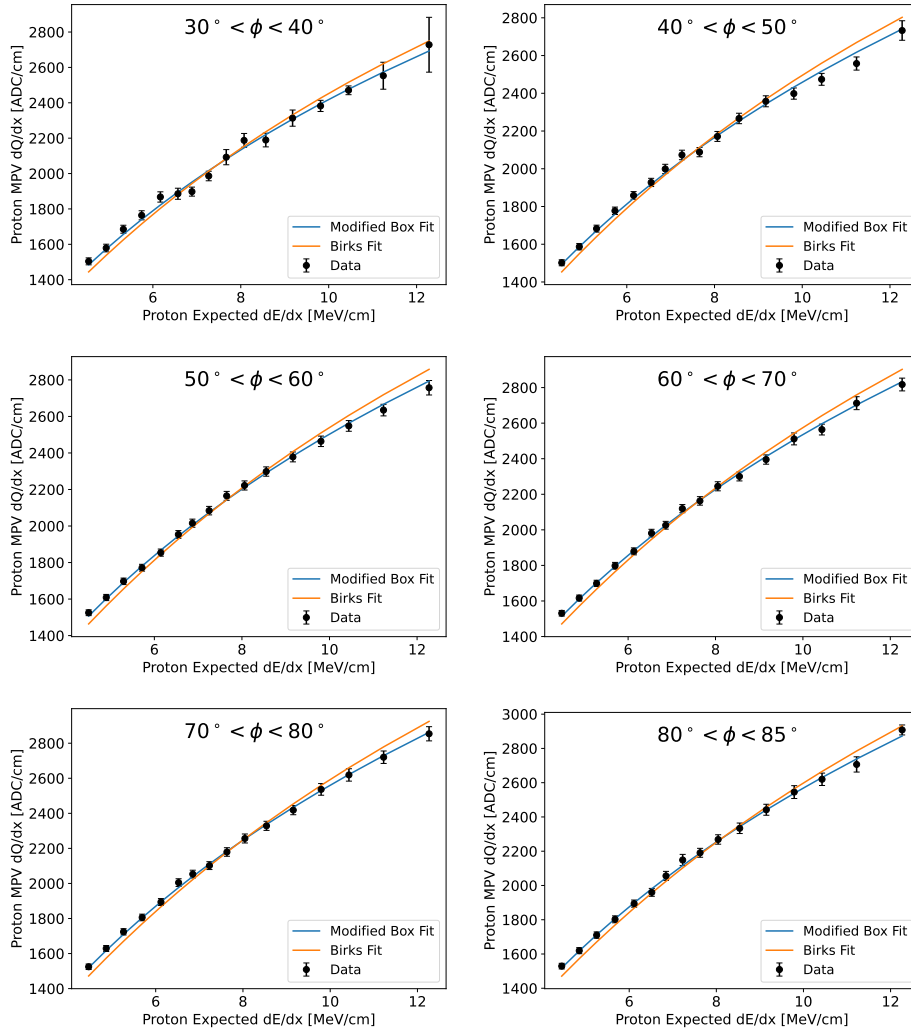 30° < ϕ < 40°
Proton MPV dQ/dx [ADC/cm]
2800
2600
2400
2200
2000
1800
1600
1400
Modified Box Fit
Birks Fit
Data
6 8 10 12
Proton Expected dE/dx [MeV/cm]
40° < ϕ < 50°
Proton MPV dQ/dx [ADC/cm]
2800
2600
2400
2200
2000
1800
1600
1400
Modified Box Fit
Birks Fit
Data
6 8 10 12
Proton Expected dE/dx [MeV/cm]
50° < ϕ < 60°
Proton MPV dQ/dx [ADC/cm]
2800
2600
2400
2200
2000
1800
1600
1400
Modified Box Fit
Birks Fit
Data
6 8 10 12
Proton Expected dE/dx [MeV/cm]
60° < ϕ < 70°
Proton MPV dQ/dx [ADC/cm]
2800
2600
2400
2200
2000
1800
1600
1400
Modified Box Fit
Birks Fit
Data
6 8 10 12
Proton Expected dE/dx [MeV/cm]
70° < ϕ < 80°
Proton MPV dQ/dx [ADC/cm]
2800
2600
2400
2200
2000
1800
1600
1400
Modified Box Fit
Birks Fit
Data
6 8 10 12
Proton Expected dE/dx [MeV/cm]
80° < ϕ < 85°
Proton MPV dQ/dx [ADC/cm]
3000
2800
2600
2400
2200
2000
1800
1600
1400
Modified Box Fit
Birks Fit
Data
6 8 10 12
Proton Expected dE/dx [MeV/cm]